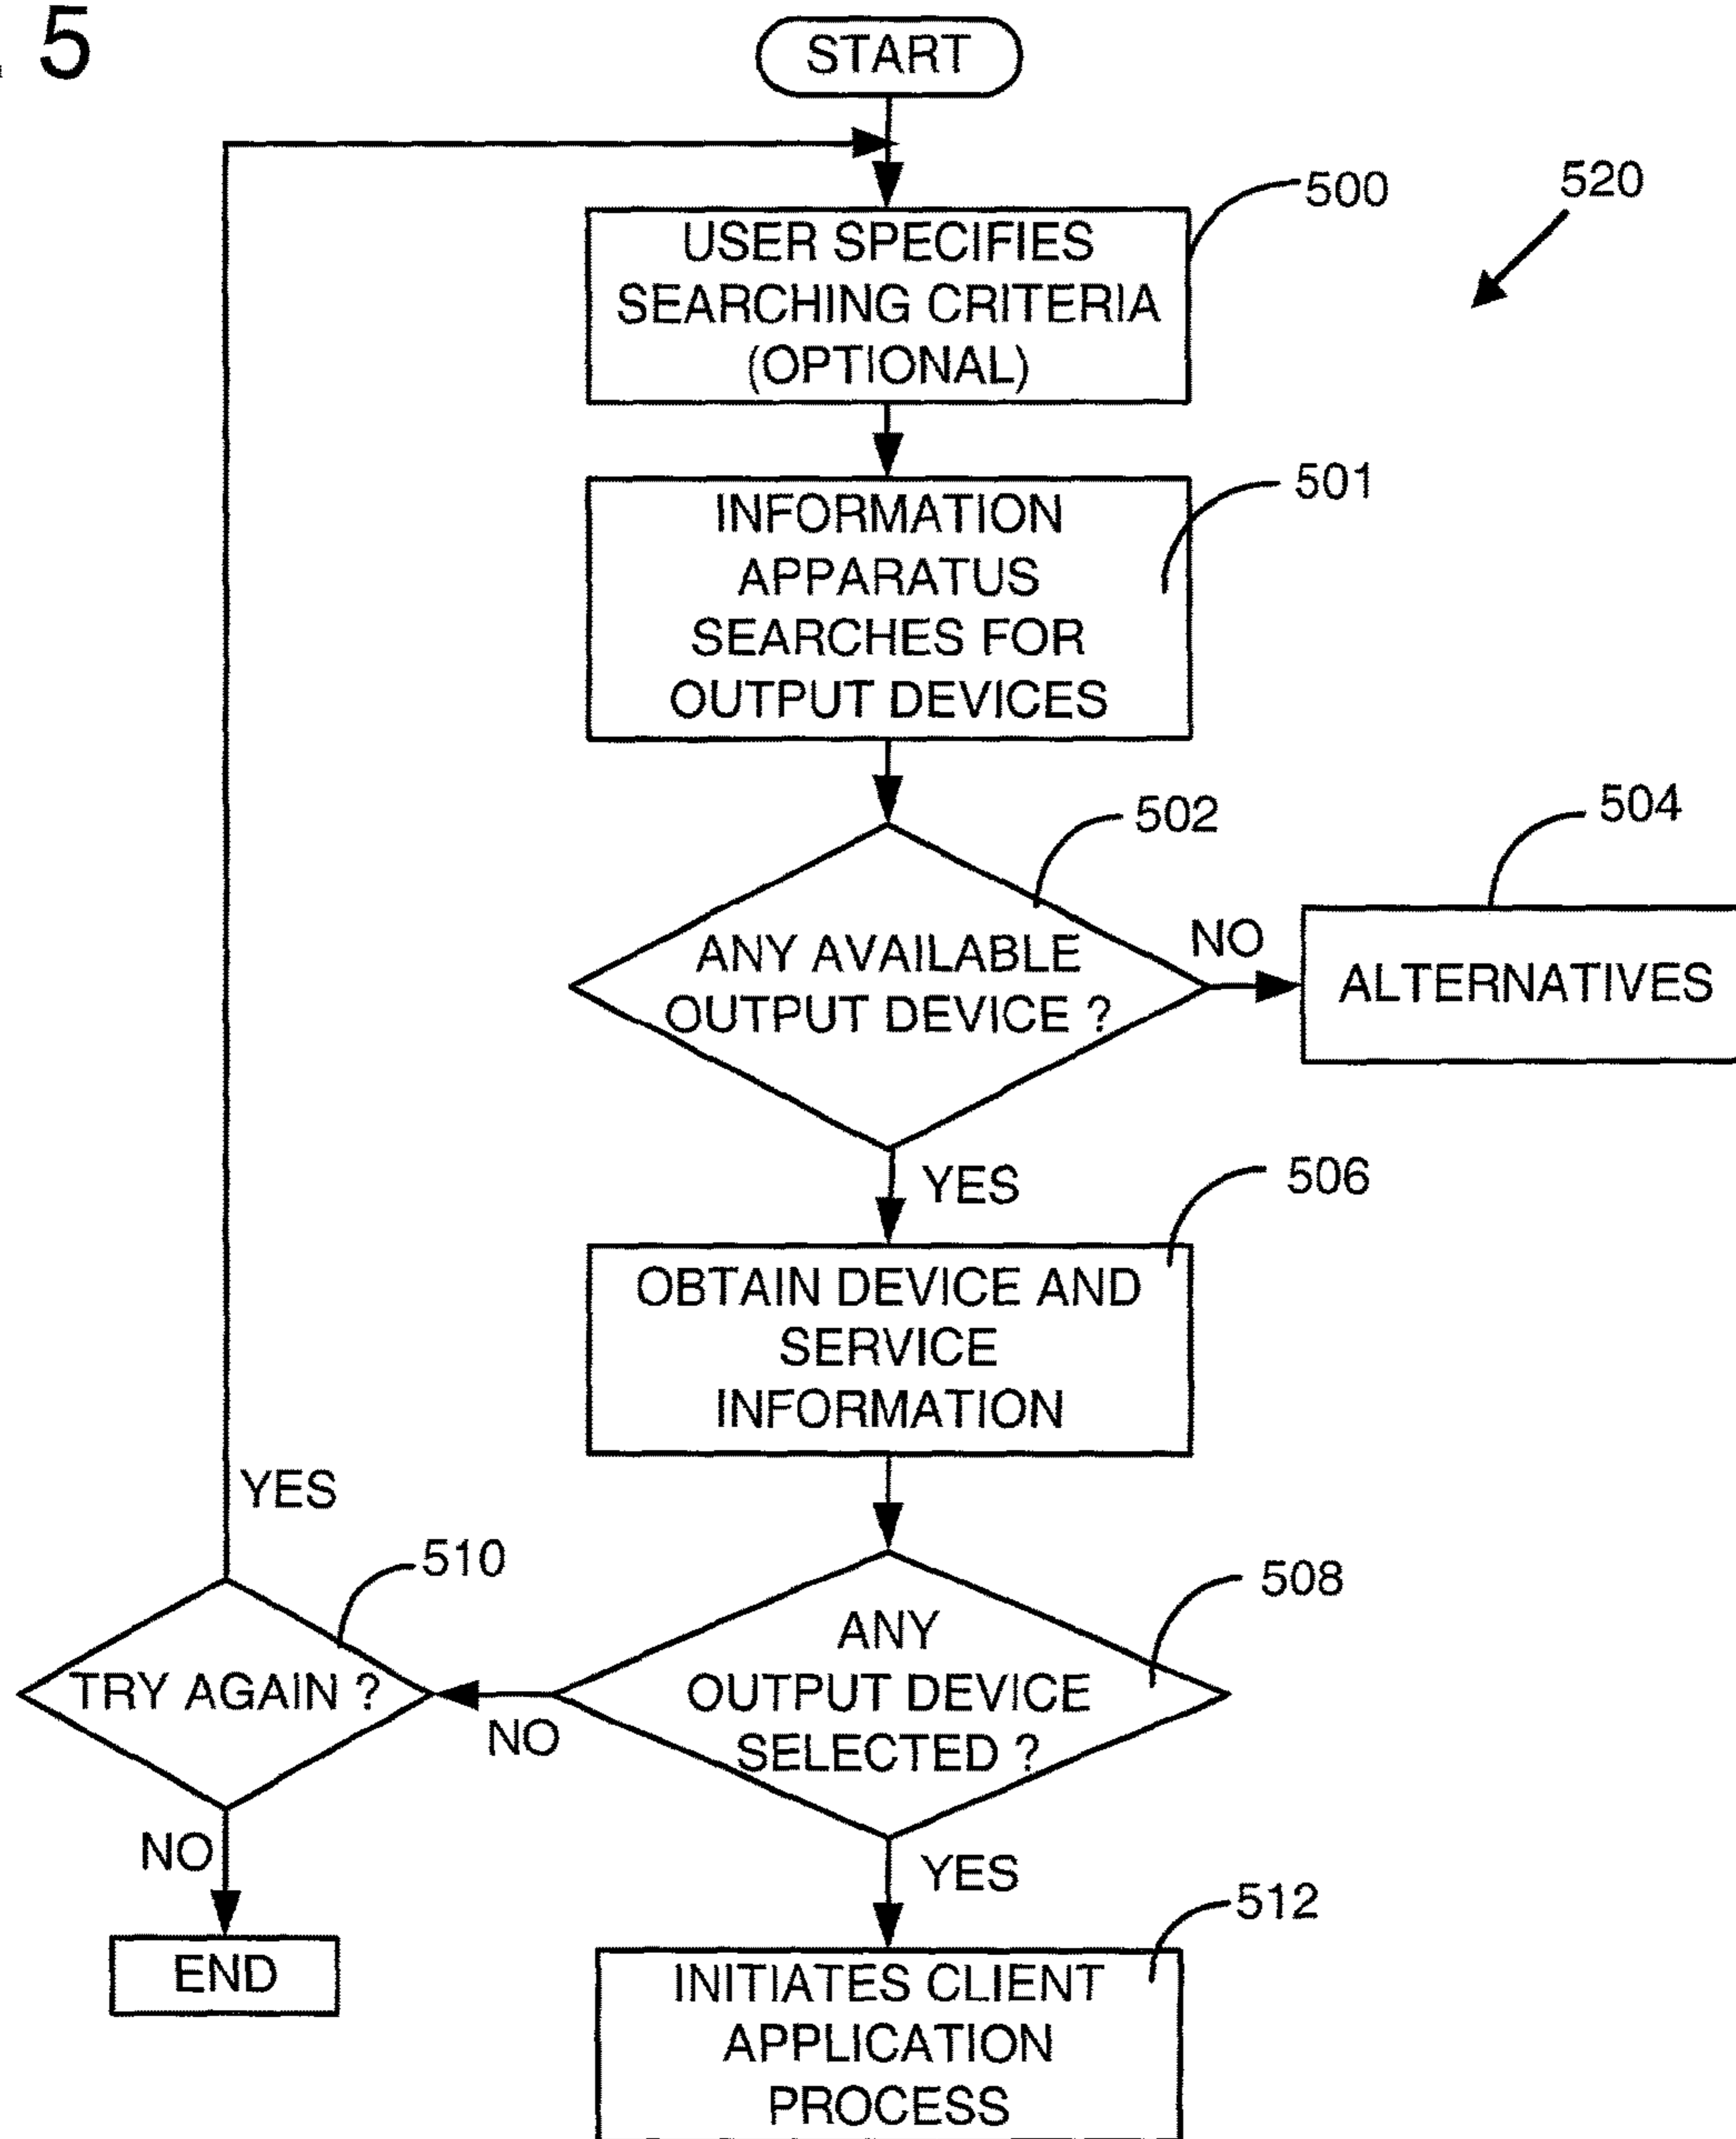 5
START
500
520
USER SPECIFIES
SEARCHING CRITERIA
(OPTIONAL)
501
INFORMATION
APPARATUS
SEARCHES FOR
OUTPUT DEVICES
502
504
ANY AVAILABLE
OUTPUT DEVICE ?
NO
ALTERNATIVES
YES
506
OBTAIN DEVICE AND
SERVICE
INFORMATION
YES
510
508
TRY AGAIN ?
NO
ANY
OUTPUT DEVICE
SELECTED ?
NO
YES
512
END
INITIATES CLIENT
APPLICATION
PROCESS